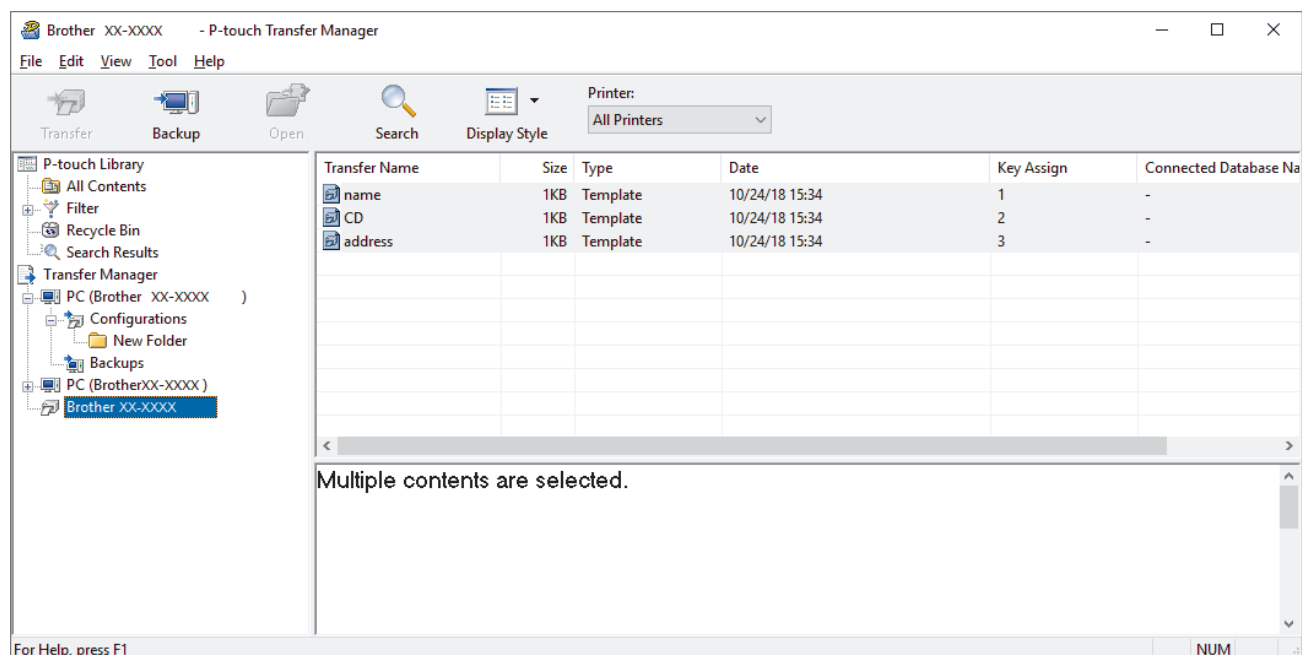 Brother XX-XXXX - P-touch Transfer Manager
File Edit View Tool Help
Transfer Backup Open Search Display Style
Printer:
All Printers
P-touch Library
All Contents
Filter
Recycle Bin
Search Results
Transfer Manager
PC (Brother XX-XXXX )
Configurations
New Folder
Backups
PC (BrotherXX-XXXX )
Brother XX-XXXX
Transfer Name Size Type Date Key Assign Connected Database Na
name 1KB Template 10/24/18 15:34 1 -
CD 1KB Template 10/24/18 15:34 2 -
address 1KB Template 10/24/18 15:34 3 -
Multiple contents are selected.
For Help, press F1
NUM